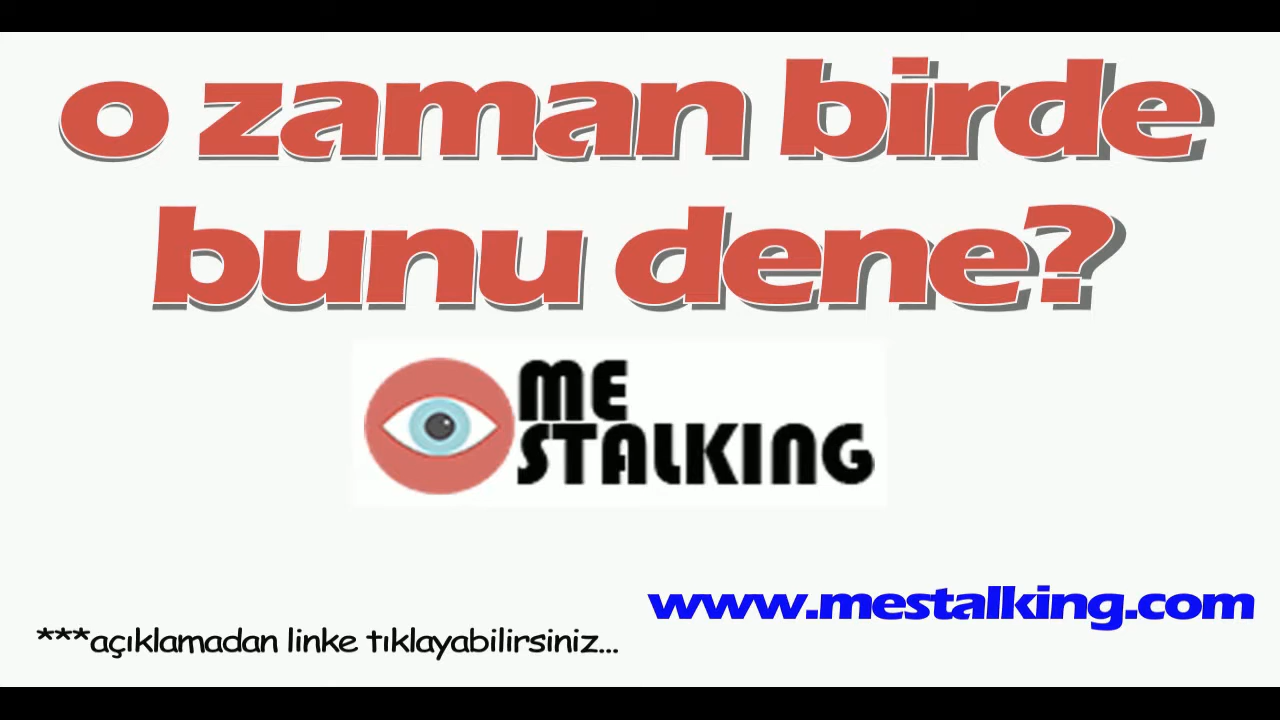 o zaman birde
bunu dene?
ME
STALKING
www.mestalking.com
***açıklamadan linke tıklayabilirsiniz...